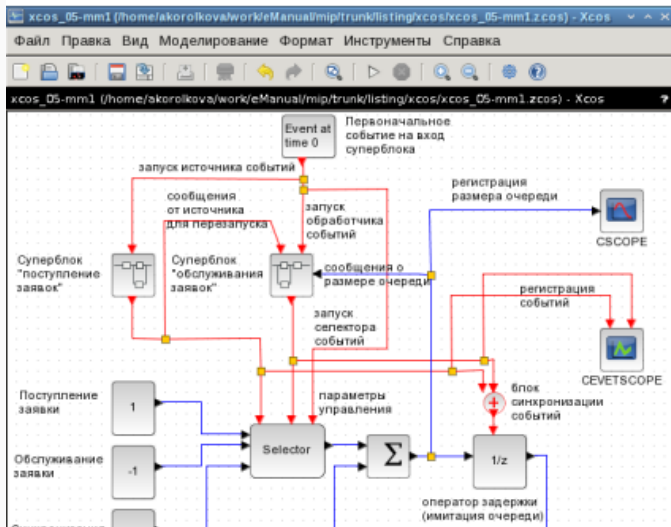 xcos_05-mm1 (/home/akorolkova/work/eManual/mip/trunk/listing/xcos/xcos_05-mm1.zcos) - Xcos
Файл Правка Вид Моделирование Формат Инструменты Справка
xcos_05-mm1 (/home/akorolkova/work/eManual/mip/trunk/listing/xcos/xcos_05-mm1.zcos) - Xcos ?
Event at
time 0
Первоначальное
событие на вход
суперблока
запуск источника событий
сообщения
от источника
для перезапуска
запуск
обработчика
событий
регистрация
размера очереди
CSCOPE
Суперблок
"поступление
заявок"
Суперблок
"обслуживания
заявок"
сообщения о
размере очереди
регистрация
событий
запуск
селектора
событий
CEVETSCOPE
Поступление
заявки
1
параметры
управления
блок
синхронизации
событий
Selector
Σ
1/z
Обслуживание
заявки
-1
оператор задержки
(имитация очереди)